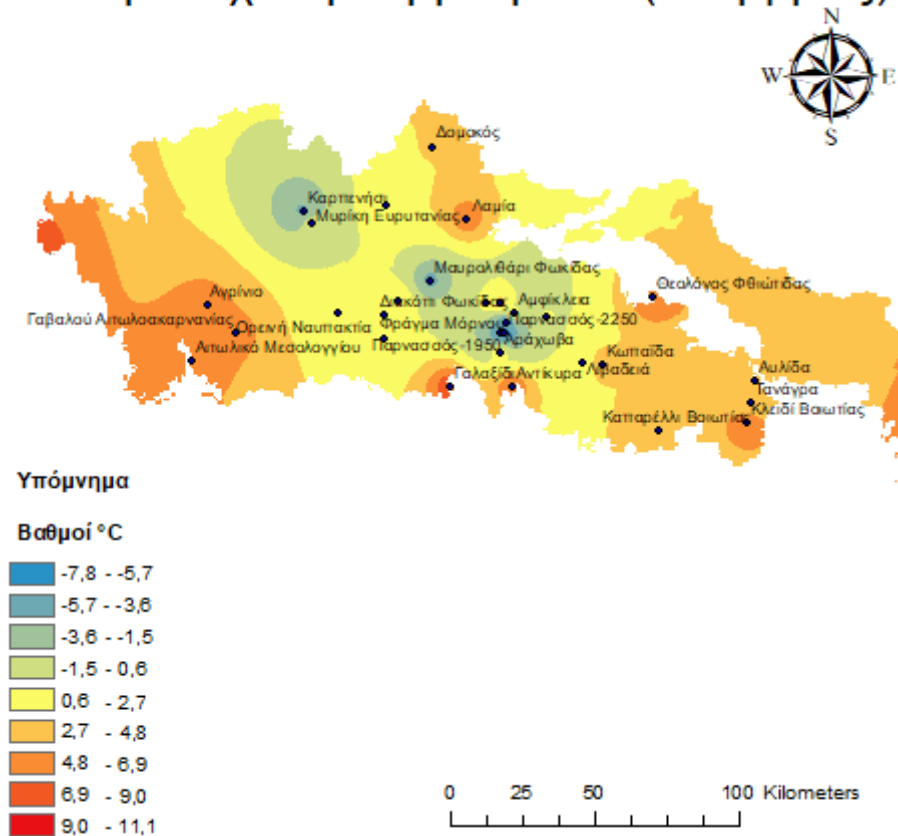 N
W E
S
Δομοκός
Καρπενήσι
Μυρίκη Ευρυτανίας
Λαμία
Μαυρολιθάρι Φωκίδας
Θεολόγος Φθιώτιδας
Αγρίνιο
Διακόπι Φωκίδας
Αμφίκλεια
Γαβαλού Αιτωλοακαρνανίας
Ορεινή Ναυπακτία
Φράγμα Μόρνου
Παρνασσός -2250
Αιτωλικό Μεσολογγίου
Παρνασσός -1950
Αράχωβα
Κωπαΐδα
Γαλαξίδι
Αντίκυρα
Λιβαδειά
Αυλίδα
Τανάγρα
Καπαρέλλι Βοιωτίας
Κλειδί Βοιωτίας
Υπόμνημα
Βαθμοί °C
-7,8 - -5,7
-5,7 - -3,6
-3,6 - -1,5
-1,5 - 0,6
0,6 - 2,7
2,7 - 4,8
4,8 - 6,9
6,9 - 9,0
9,0 - 11,1
0 25 50 100 Kilometers